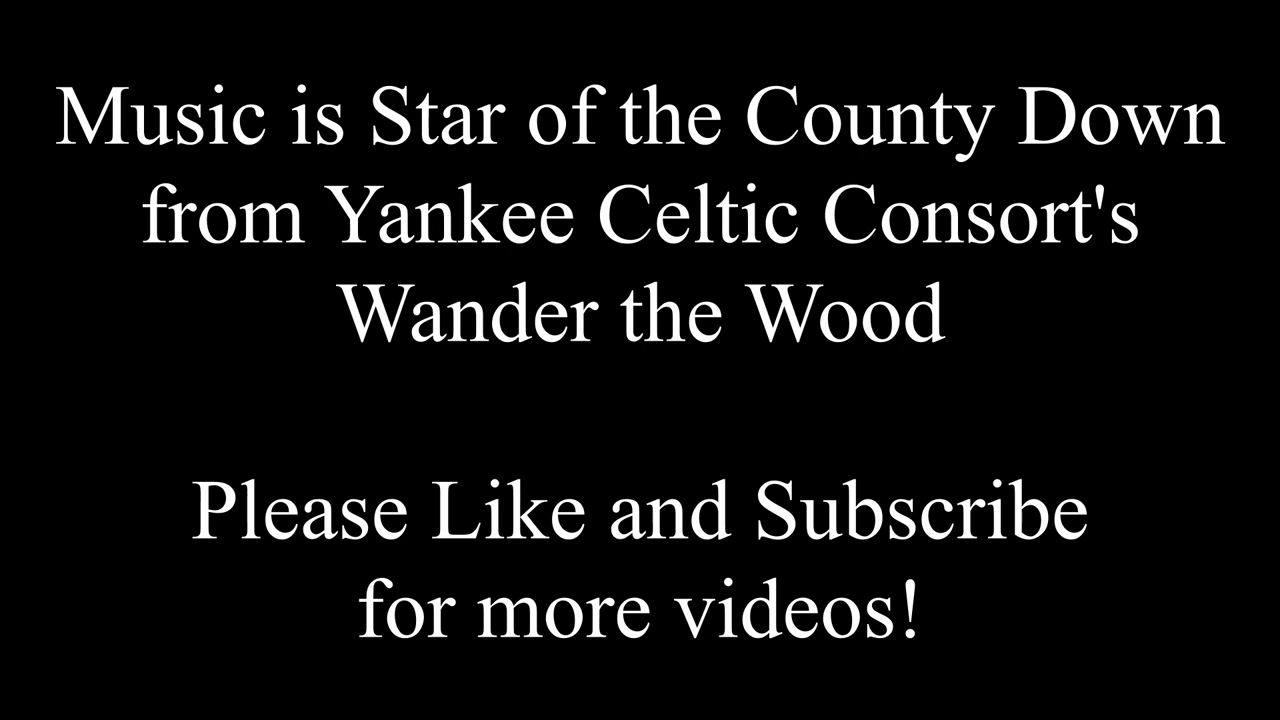 Music is Star of the County Down
from Yankee Celtic Consort's
Wander the Wood
Please Like and Subscribe
for more videos!